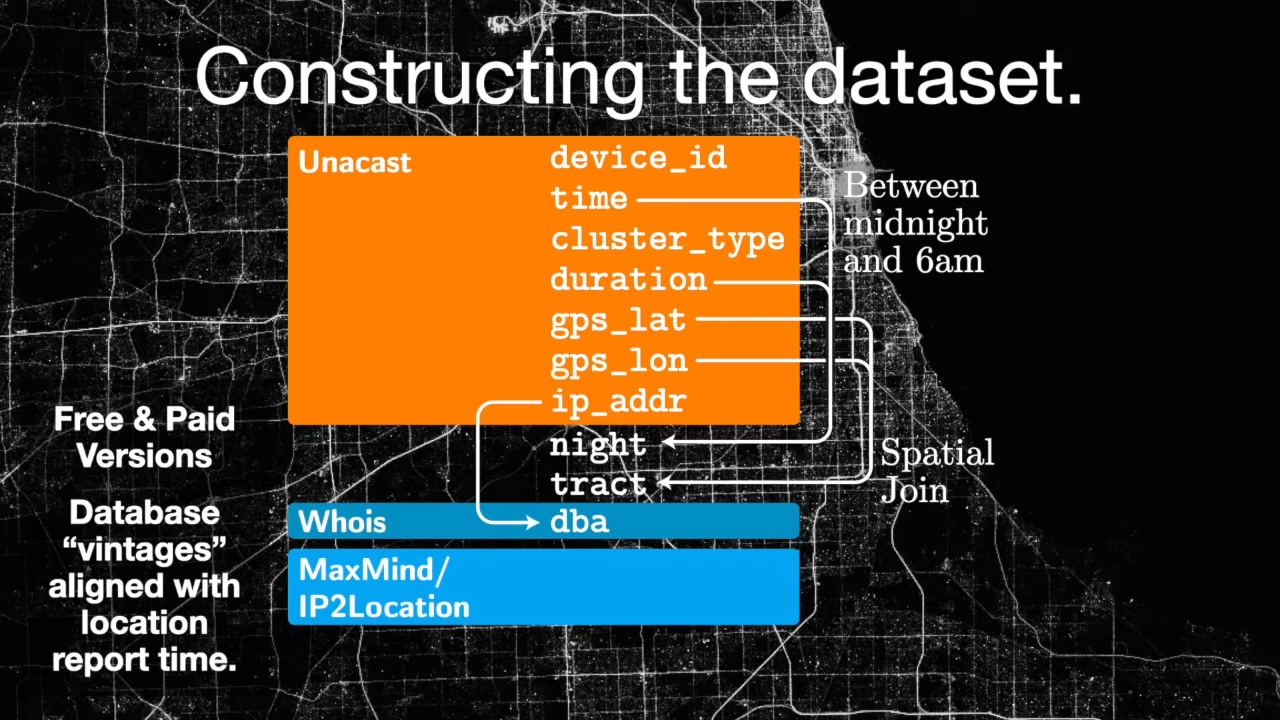 Constructing the dataset.
Unacast
device_id
time
cluster_type
duration
gps_lat
gps_lon
ip_addr
night
tract
Whois
dba
MaxMind/
IP2Location
Between
midnight
and 6am
Spatial
Join
Free & Paid
Versions
Database
“vintages”
aligned with
location
report time.